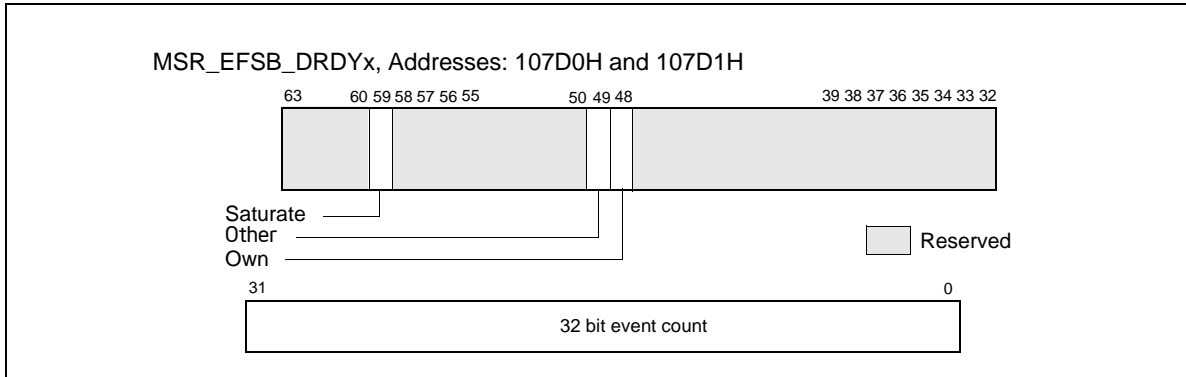 MSR_EFSB_DRDYx, Addresses: 107D0H and 107D1H
63 60 59 58 57 56 55 50 49 48 39 38 37 36 35 34 33 32
Saturate
Other
Own
Reserved
31 0
32 bit event count